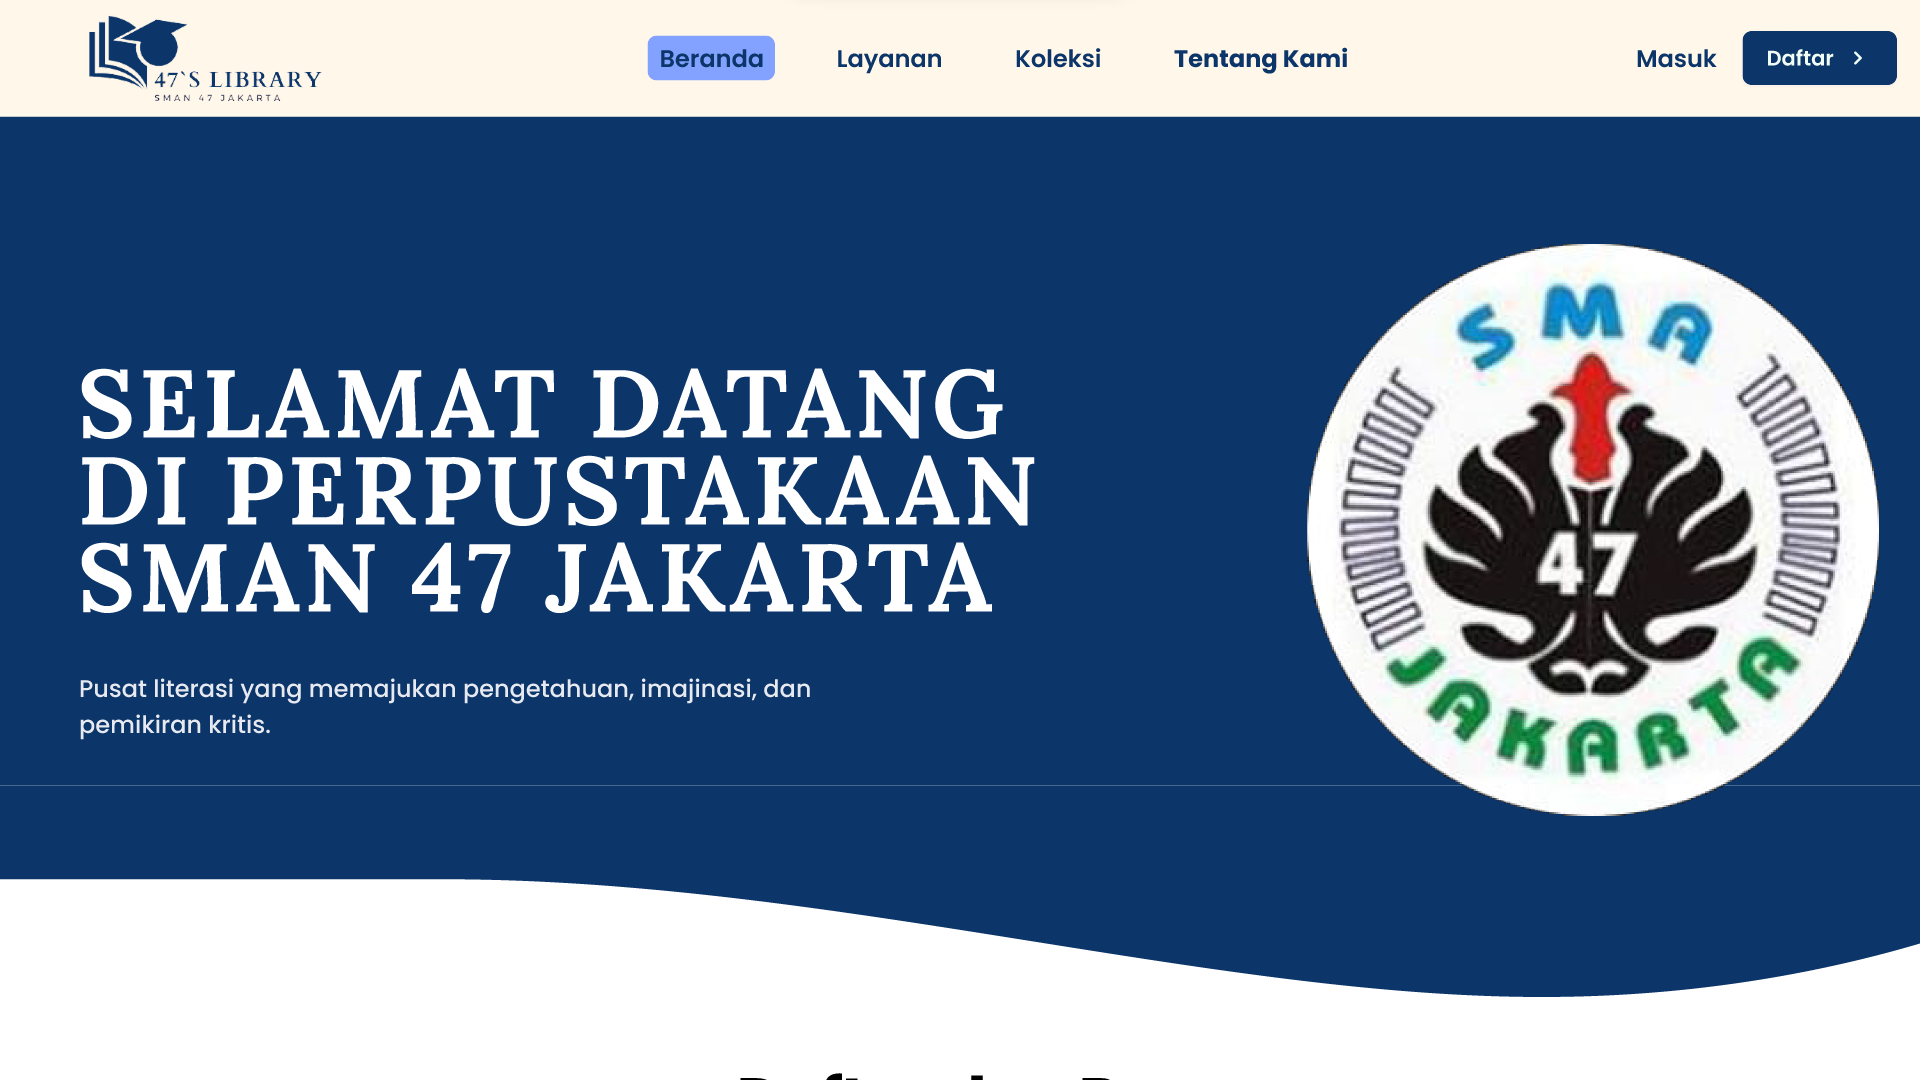 47`S LIBRARY
SMAN 47 JAKARTA
Beranda
Layanan
Koleksi
Tentang Kami
Masuk
Daftar
SELAMAT DATANG
DI PERPUSTAKAAN
SMAN 47 JAKARTA
Pusat literasi yang memajukan pengetahuan, imajinasi, dan
pemikiran kritis.
SMA
47
JAKARTA